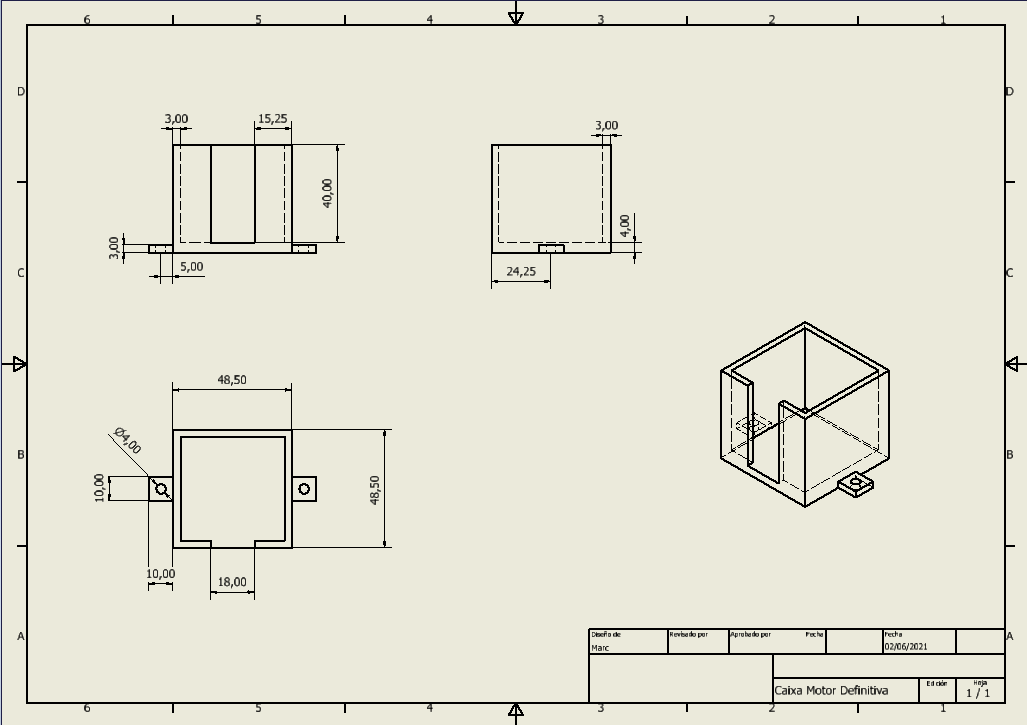 6 5 4 3 2 1
D D
3,00 15,25
3,00
40,00
4,00
3,00
5,00
24,25
C C
48,50
Ø4,00
10,00
48,50
B B
10,00
18,00
A A
Diseño de Revisado por Aprobado por Fecha Fecha
Marc 02/06/2021
Edición Hoja
Caixa Motor Definitiva 1 / 1
6 5 4 3 2 1